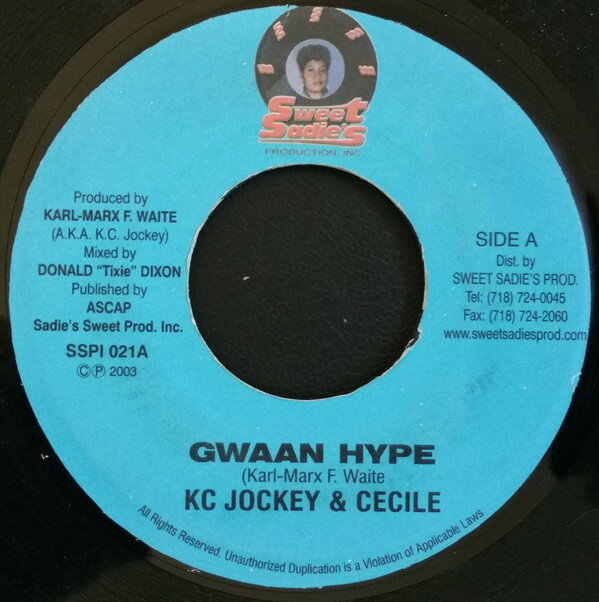 Sweet
Sadie's
PRODUCTION, INC
Produced by
KARL-MARX F. WAITE
(A.K.A. K.C. Jockey)
Mixed by
DONALD "Tixie" DIXON
Published by
ASCAP
Sadie's Sweet Prod. Inc.
SSPI 021A
©℗ 2003
SIDE A
Dist. by
SWEET SADIE'S PROD.
Tel: (718) 724-0045
Fax: (718) 724-2060
www.sweetsadiesprod.com
GWAAN HYPE
(Karl-Marx F. Waite
KC JOCKEY & CECILE
All Rights Reserved. Unauthorized Duplication is a Violation of Applicable Laws